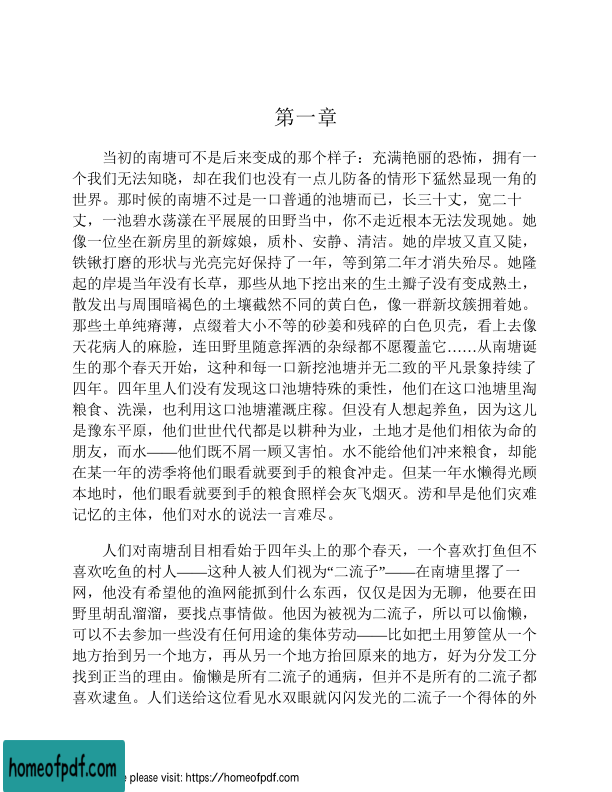 第一章
当初的南塘可不是后来变成的那个样子：充满艳丽的恐怖，拥有一
个我们无法知晓，却在我们也没有一点儿防备的情形下猛然显现一角的
世界。那时候的南塘不过是一口普通的池塘而已，长三十丈，宽二十
丈，一池碧水荡漾在平展展的田野当中，你不走近根本无法发现她。她
像一位坐在新房里的新嫁娘，质朴、安静、清洁。她的岸坡又直又陡，
铁锹打磨的形状与光亮完好保持了一年，等到第二年才消失殆尽。她隆
起的岸堤当年没有长草，那些从地下挖出来的生土瓣子没有变成熟土，
散发出与周围暗褐色的土壤截然不同的黄白色，像一群新坟簇拥着她。
那些土单纯瘠薄，点缀着大小不等的砂姜和残碎的白色贝壳，看上去像
天花病人的麻脸，连田野里随意挥洒的杂绿都不愿覆盖它……从南塘诞
生的那个春天开始，这种和每一口新挖池塘并无二致的平凡景象持续了
四年。四年里人们没有发现这口池塘特殊的秉性，他们在这口池塘里淘
粮食、洗澡，也利用这口池塘灌溉庄稼。但没有人想起养鱼，因为这儿
是豫东平原，他们世世代代都是以耕种为业，土地才是他们相依为命的
朋友，而水——他们既不屑一顾又害怕。水不能给他们冲来粮食，却能
在某一年的涝季将他们眼看就要到手的粮食冲走。但某一年水懒得光顾
本地时，他们眼看就要到手的粮食照样会灰飞烟灭。涝和旱是他们灾难
记忆的主体，他们对水的说法一言难尽。
人们对南塘刮目相看始于四年头上的那个春天，一个喜欢打鱼但不
喜欢吃鱼的村人——这种人被人们视为“二流子”——在南塘里撂了一
网，他没有希望他的渔网能抓到什么东西，仅仅是因为无聊，他要在田
野里胡乱溜溜，要找点事情做。他因为被视为二流子，所以可以偷懒，
可以不去参加一些没有任何用途的集体劳动——比如把土用箩筐从一个
地方抬到另一个地方，再从另一个地方抬回原来的地方，好为分发工分
找到正当的理由。偷懒是所有二流子的通病，但并不是所有的二流子都
喜欢逮鱼。人们送给这位看见水双眼就闪闪发光的二流子一个得体的外
homeofpdf.com
e please visit: https://homeofpdf.com